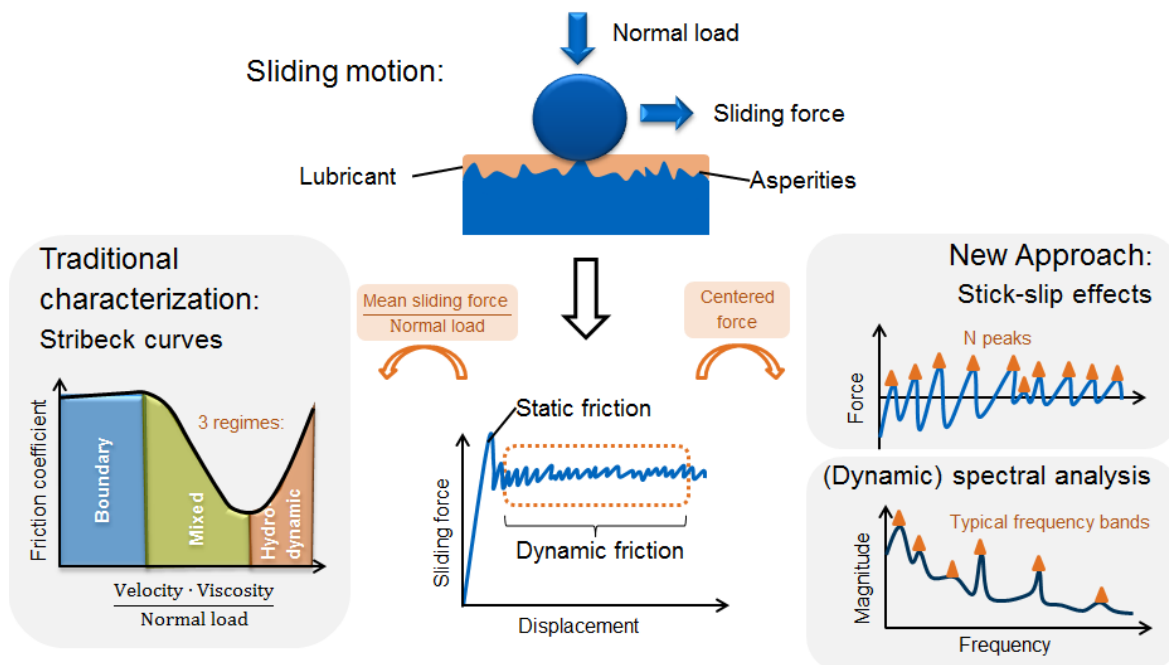 Normal load
Sliding motion:
Sliding force
Lubricant
Asperities
Traditional
characterization:
Stribeck curves
Friction coefficient
3 regimes:
Boundary
Mixed
Hydro
dynamic
Velocity · Viscosity
Normal load
Mean sliding force
Normal load
Centered
force
Static friction
Sliding force
Dynamic friction
Displacement
New Approach:
Stick-slip effects
N peaks
Force
(Dynamic) spectral analysis
Typical frequency bands
Magnitude
Frequency